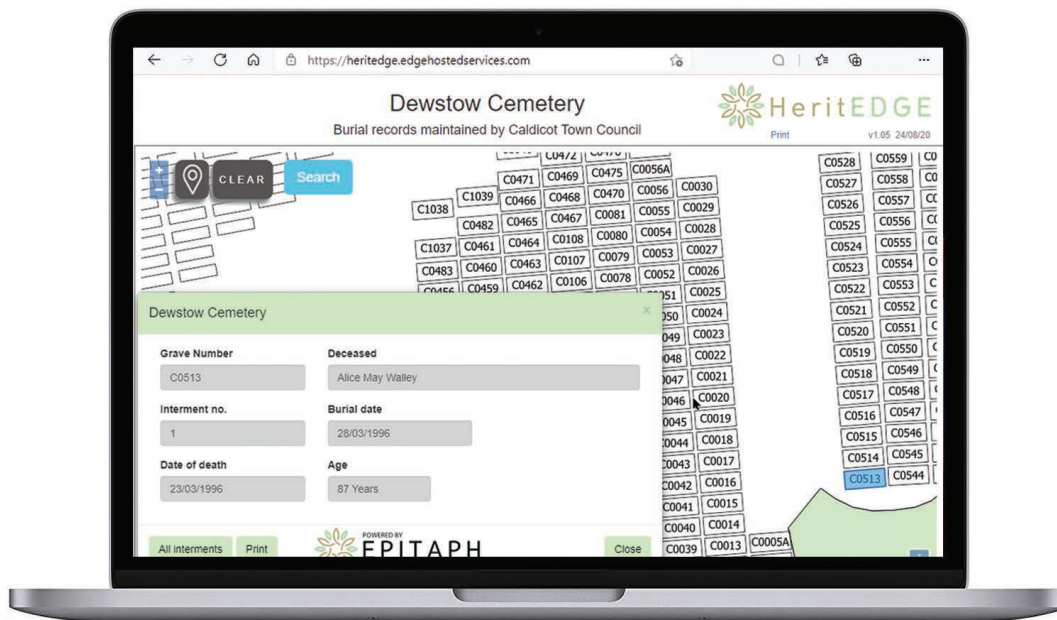 https://heritedge.edgehostedservices.com
Dewstow Cemetery
Burial records maintained by Caldicot Town Council
HeritEDGE
Print v1.05 24/08/20
+
−
CLEAR
Search
C0472
C0471 C0469 C0475 C0056A
C1038 C1039 C0466 C0468 C0470 C0056 C0030
C0482 C0465 C0467 C0081 C0055 C0029
C1037 C0461 C0464 C0108 C0080 C0054 C0028
C0483 C0460 C0463 C0107 C0079 C0053 C0027
C0456 C0459 C0462 C0106 C0078 C0052 C0026
C0025
C0024
C0023
C0022
C0021
C0020
C0019
C0018
C0043 C0017
C0042 C0016
C0041 C0015
C0040 C0014
C0039 C0013 C0005A
C0528 C0559
C0527 C0558
C0526 C0557
C0525 C0556
C0524 C0555
C0523 C0554
C0522 C0553
C0521 C0552
C0520 C0551
C0519 C0550
C0518 C0549
C0517 C0548
C0516 C0547
C0515 C0546
C0514 C0545
C0513 C0544
Dewstow Cemetery ×
Grave Number Deceased
C0513 Alice May Walley
Interment no. Burial date
1 28/03/1996
Date of death Age
23/03/1996 87 Years
All interments Print
POWERED BY
EPITAPH
Close